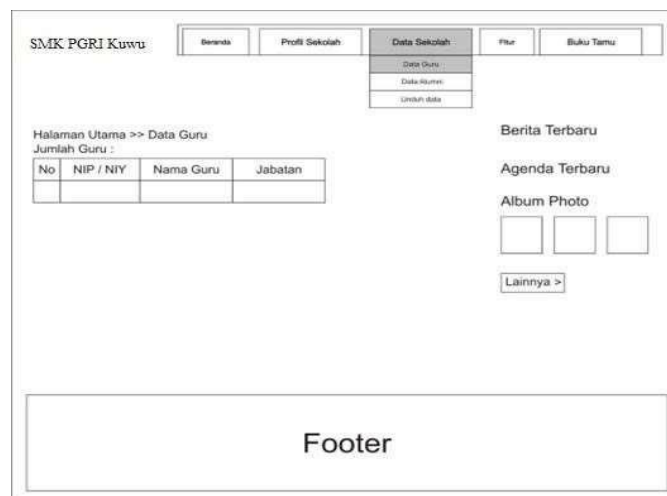 SMK PGRI Kuwu
Beranda
Profil Sekolah
Data Sekolah
Fitur
Buku Tamu
Data Guru
Data Alumni
Unduh data
Halaman Utama >> Data Guru
Jumlah Guru :
No NIP / NIY Nama Guru Jabatan
Berita Terbaru
Agenda Terbaru
Album Photo
Lainnya >
Footer